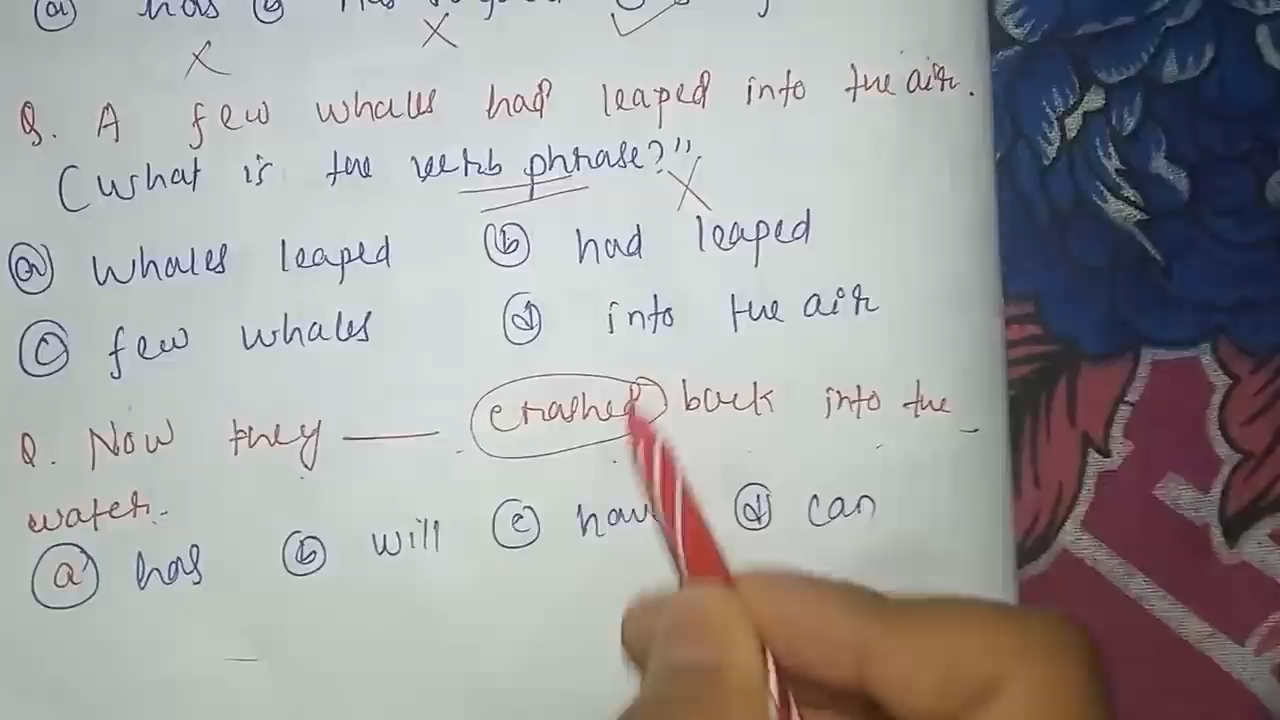 (a) has (b)
Q. A few whales had leaped into the air.
(what is the verb phrase?"
(a) whales leaped (b) had leaped
(c) few whales (d) into the air
Q. Now they —— crashed back into the
water.
(a) has (b) will (c) have (d) can